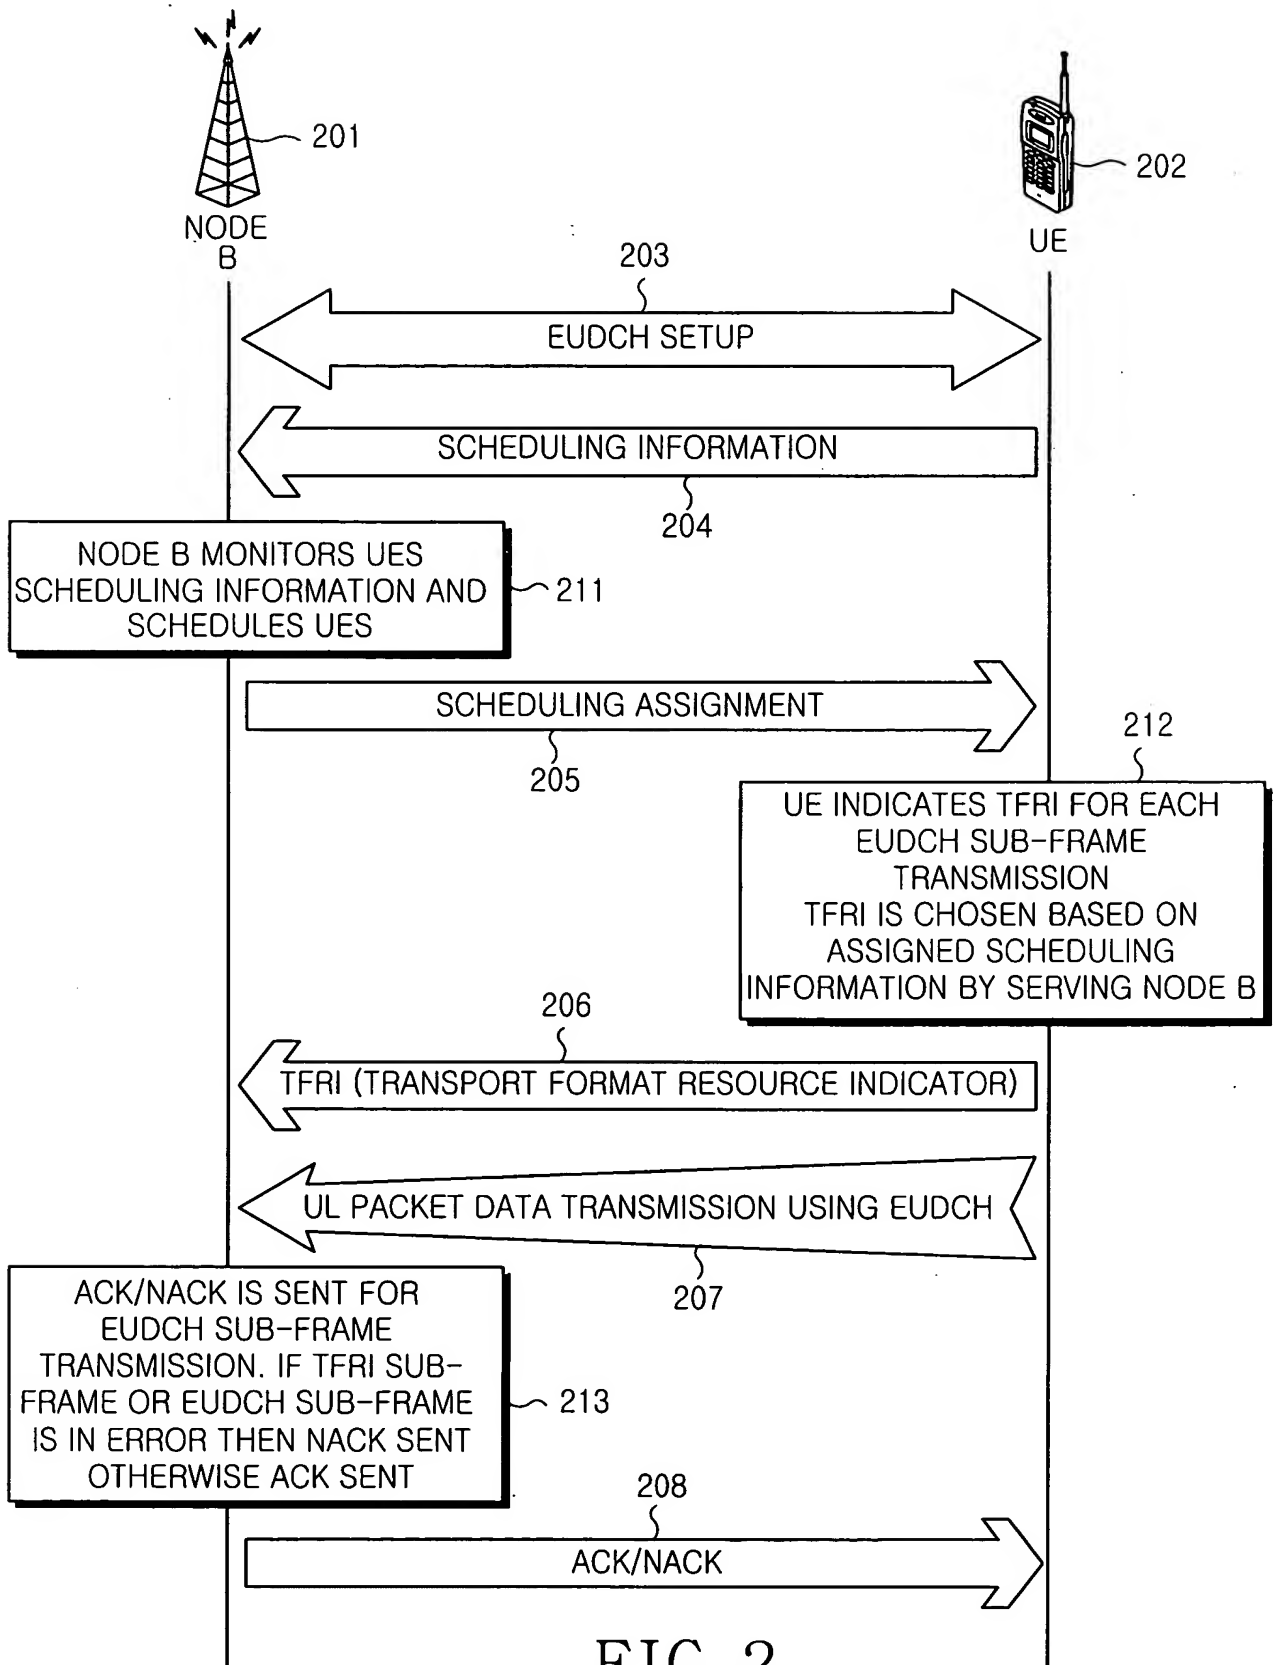 201
202
NODE
B
UE
203
EUDCH SETUP
SCHEDULING INFORMATION
204
NODE B MONITORS UES
SCHEDULING INFORMATION AND
SCHEDULES UES
211
SCHEDULING ASSIGNMENT
205
212
UE INDICATES TFRI FOR EACH
EUDCH SUB-FRAME
TRANSMISSION
TFRI IS CHOSEN BASED ON
ASSIGNED SCHEDULING
INFORMATION BY SERVING NODE B
206
TFRI (TRANSPORT FORMAT RESOURCE INDICATOR)
UL PACKET DATA TRANSMISSION USING EUDCH
207
ACK/NACK IS SENT FOR
EUDCH SUB-FRAME
TRANSMISSION. IF TFRI SUB-
FRAME OR EUDCH SUB-FRAME
IS IN ERROR THEN NACK SENT
OTHERWISE ACK SENT
213
208
ACK/NACK
FIG. 2